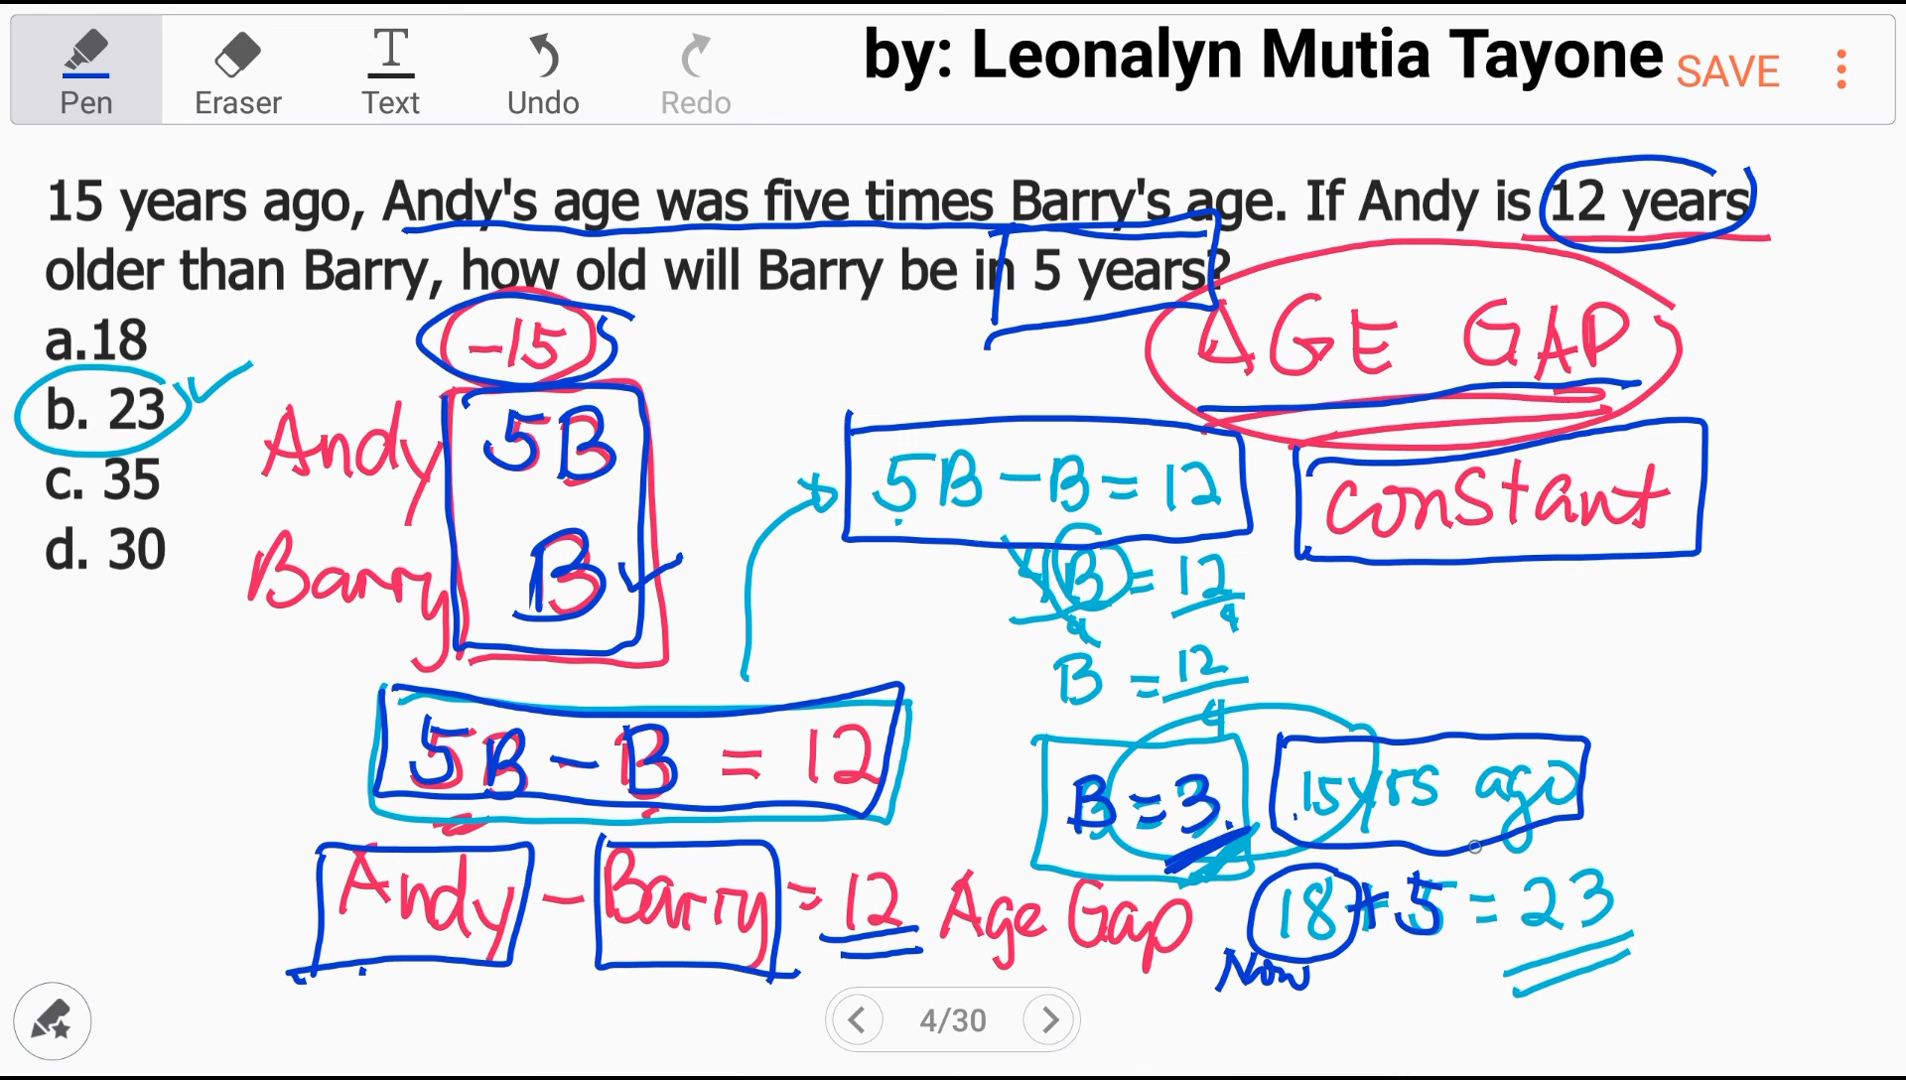 by: Leonalyn Mutia Tayone
SAVE
Pen
Eraser
Text
Undo
Redo
15 years ago, Andy's age was five times Barry's age. If Andy is 12 years
older than Barry, how old will Barry be in 5 years?
a.18
b. 23
c. 35
d. 30
-15
AGE GAP
constant
Andy 5B
Barry B
5B - B = 12
4B = 12
4 4
B = 12
4
B = 3. 15yrs ago
5B - B = 12
Andy - Barry = 12 Age Gap
18 + 5 = 23
Now
4/30